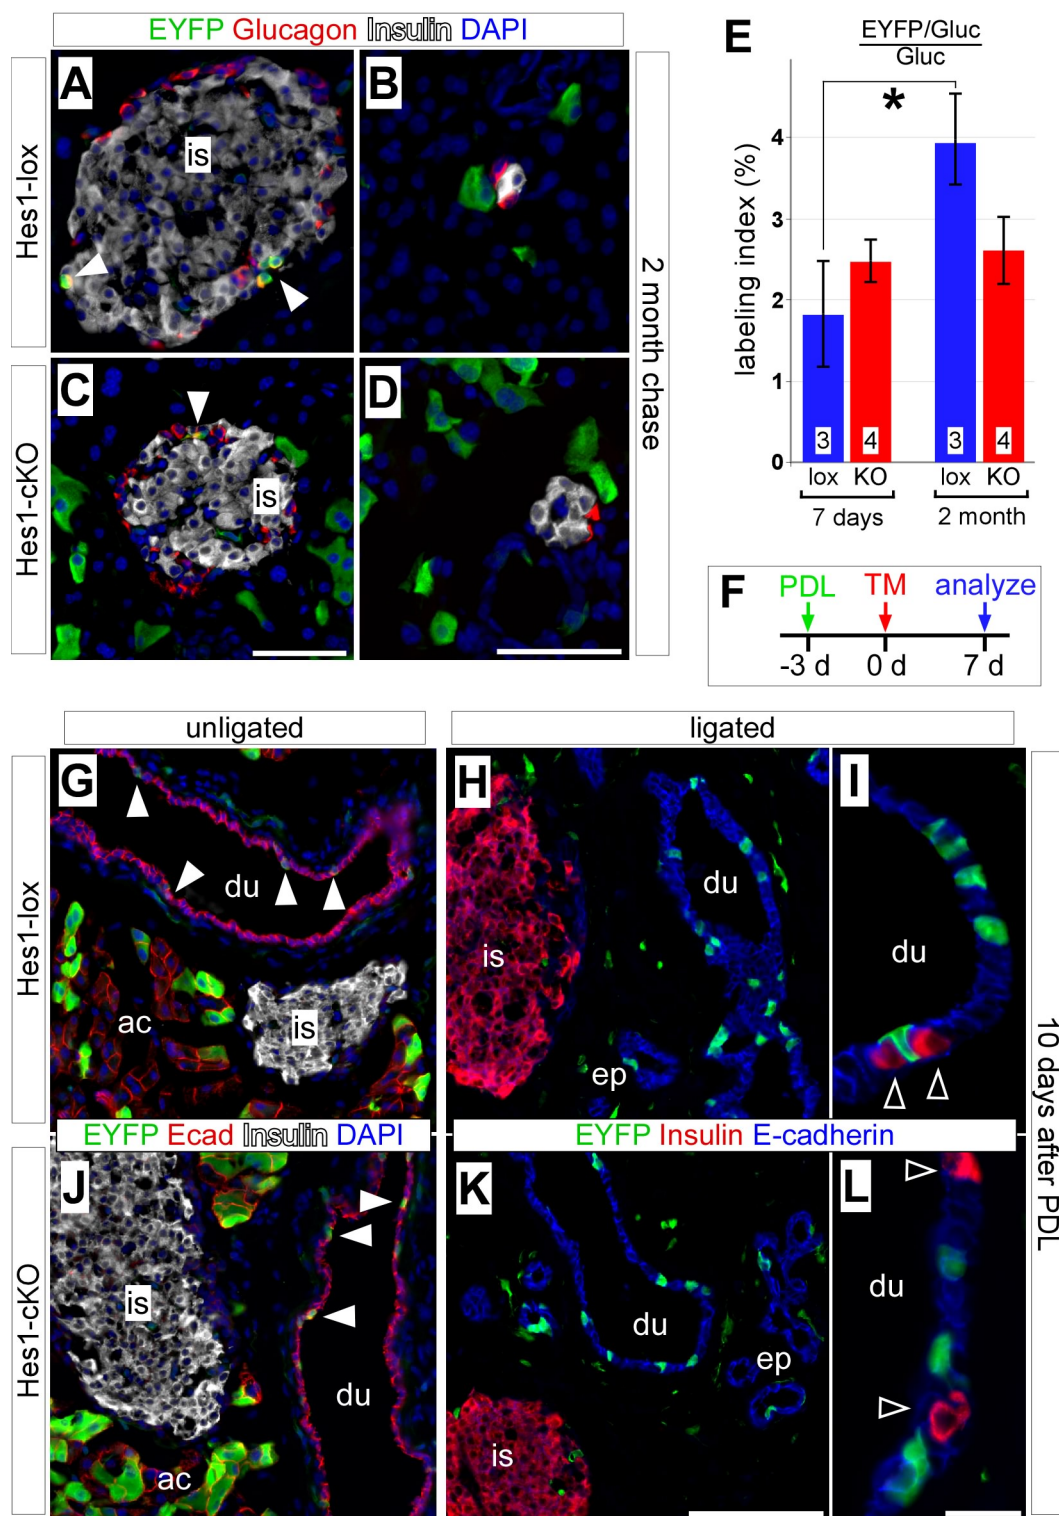 EYFP Glucagon Insulin DAPI
A
B
Hes1-lox
is
C
D
Hes1-cKO
is
2 month chase
E
EYFP/Gluc
Gluc
*
labeling index (%)
4
3
2
1
0
3 4 3 4
lox KO lox KO
7 days 2 month
F
PDL TM analyze
-3 d 0 d 7 d
unligated
ligated
G
H
I
Hes1-lox
du
ac
is
is
du
ep
du
EYFP Ecad Insulin DAPI
EYFP Insulin E-cadherin
J
K
L
Hes1-cKO
is
du
ac
du
ep
is
du
10 days after PDL